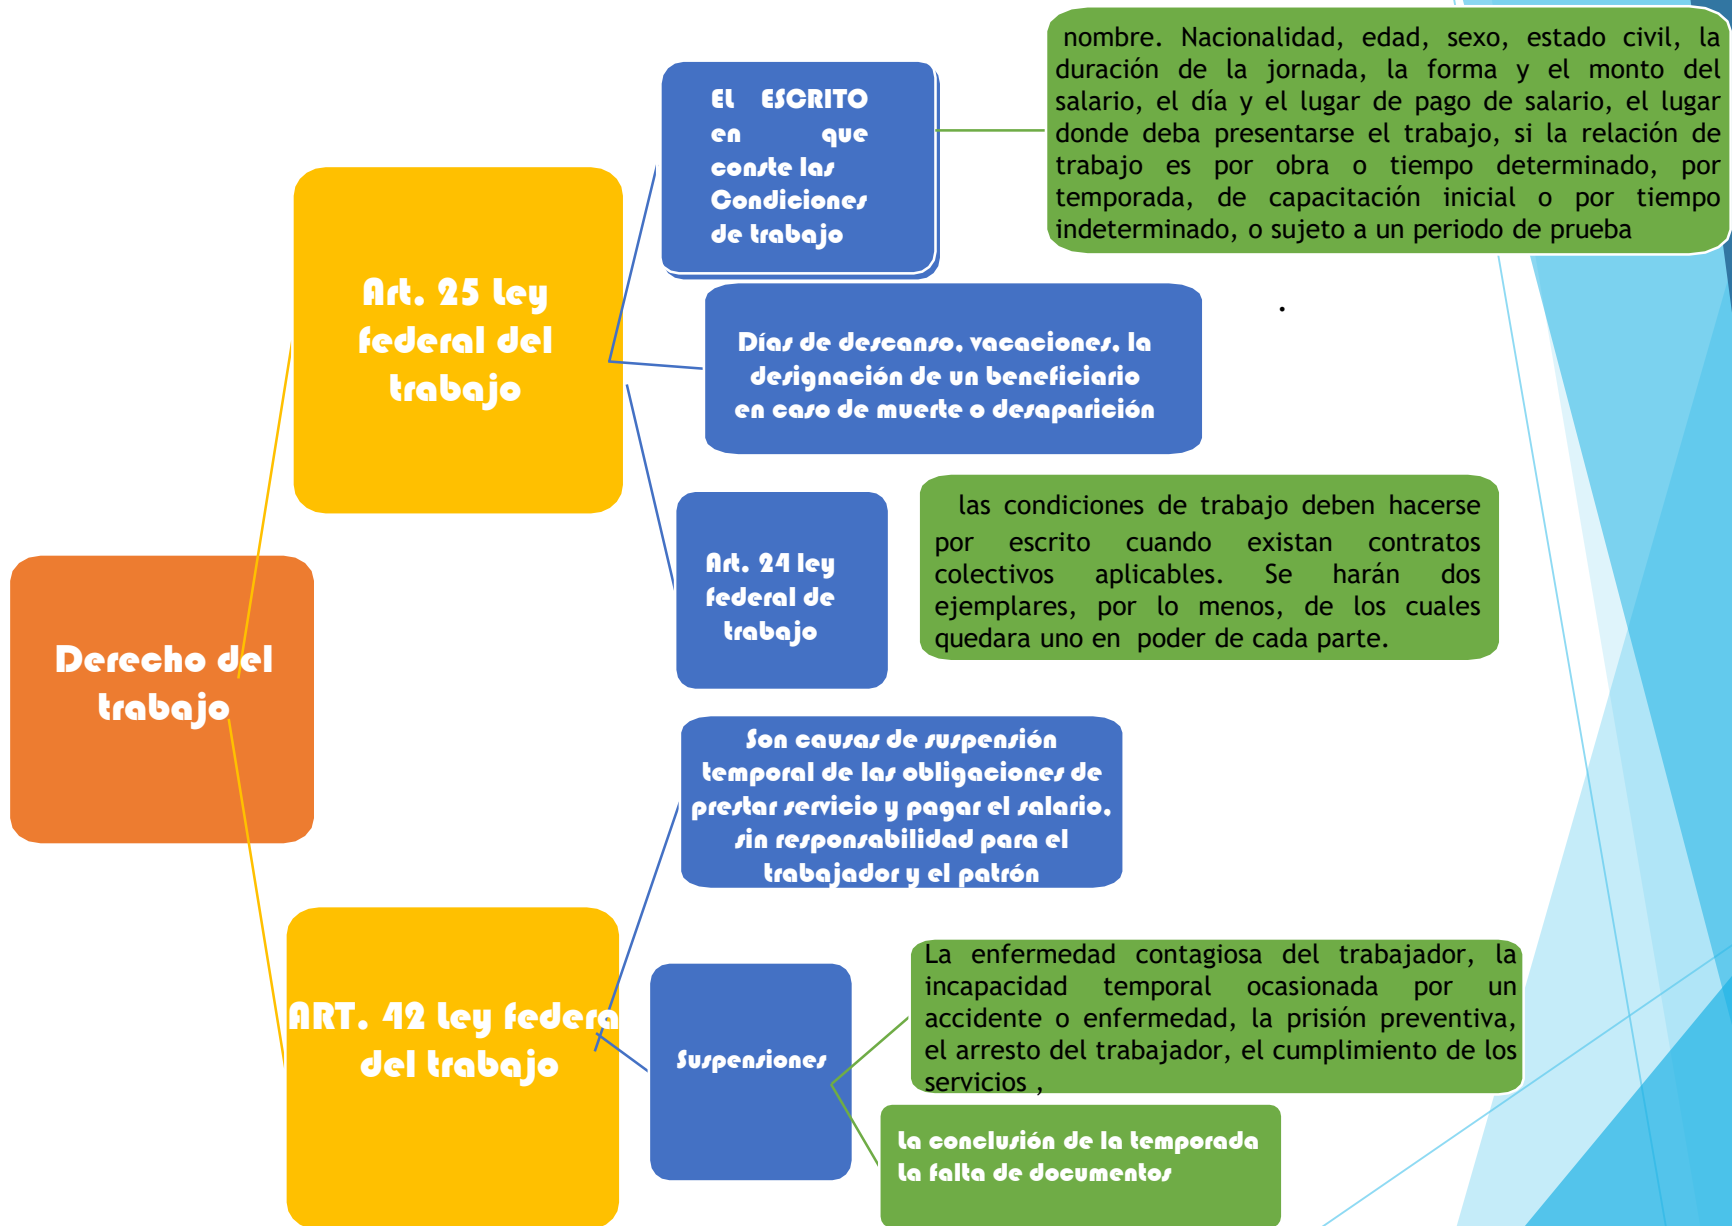 Derecho del
trabajo
Art. 25 Ley
federal del
trabajo
EL ESCRITO
en que
conste las
Condiciones
de trabajo
nombre. Nacionalidad, edad, sexo, estado civil, la
duración de la jornada, la forma y el monto del
salario, el día y el lugar de pago de salario, el lugar
donde deba presentarse el trabajo, si la relación de
trabajo es por obra o tiempo determinado, por
temporada, de capacitación inicial o por tiempo
indeterminado, o sujeto a un periodo de prueba
.
Días de descanso, vacaciones, la
designación de un beneficiario
en caso de muerte o desaparición
Art. 24 ley
federal de
trabajo
las condiciones de trabajo deben hacerse
por escrito cuando existan contratos
colectivos aplicables. Se harán dos
ejemplares, por lo menos, de los cuales
quedara uno en poder de cada parte.
ART. 42 Ley federa
del trabajo
Son causas de suspensión
temporal de las obligaciones de
prestar servicio y pagar el salario,
sin responsabilidad para el
trabajador y el patrón
Suspensiones
La enfermedad contagiosa del trabajador, la
incapacidad temporal ocasionada por un
accidente o enfermedad, la prisión preventiva,
el arresto del trabajador, el cumplimiento de los
servicios ,
La conclusión de la temporada
La falta de documentos